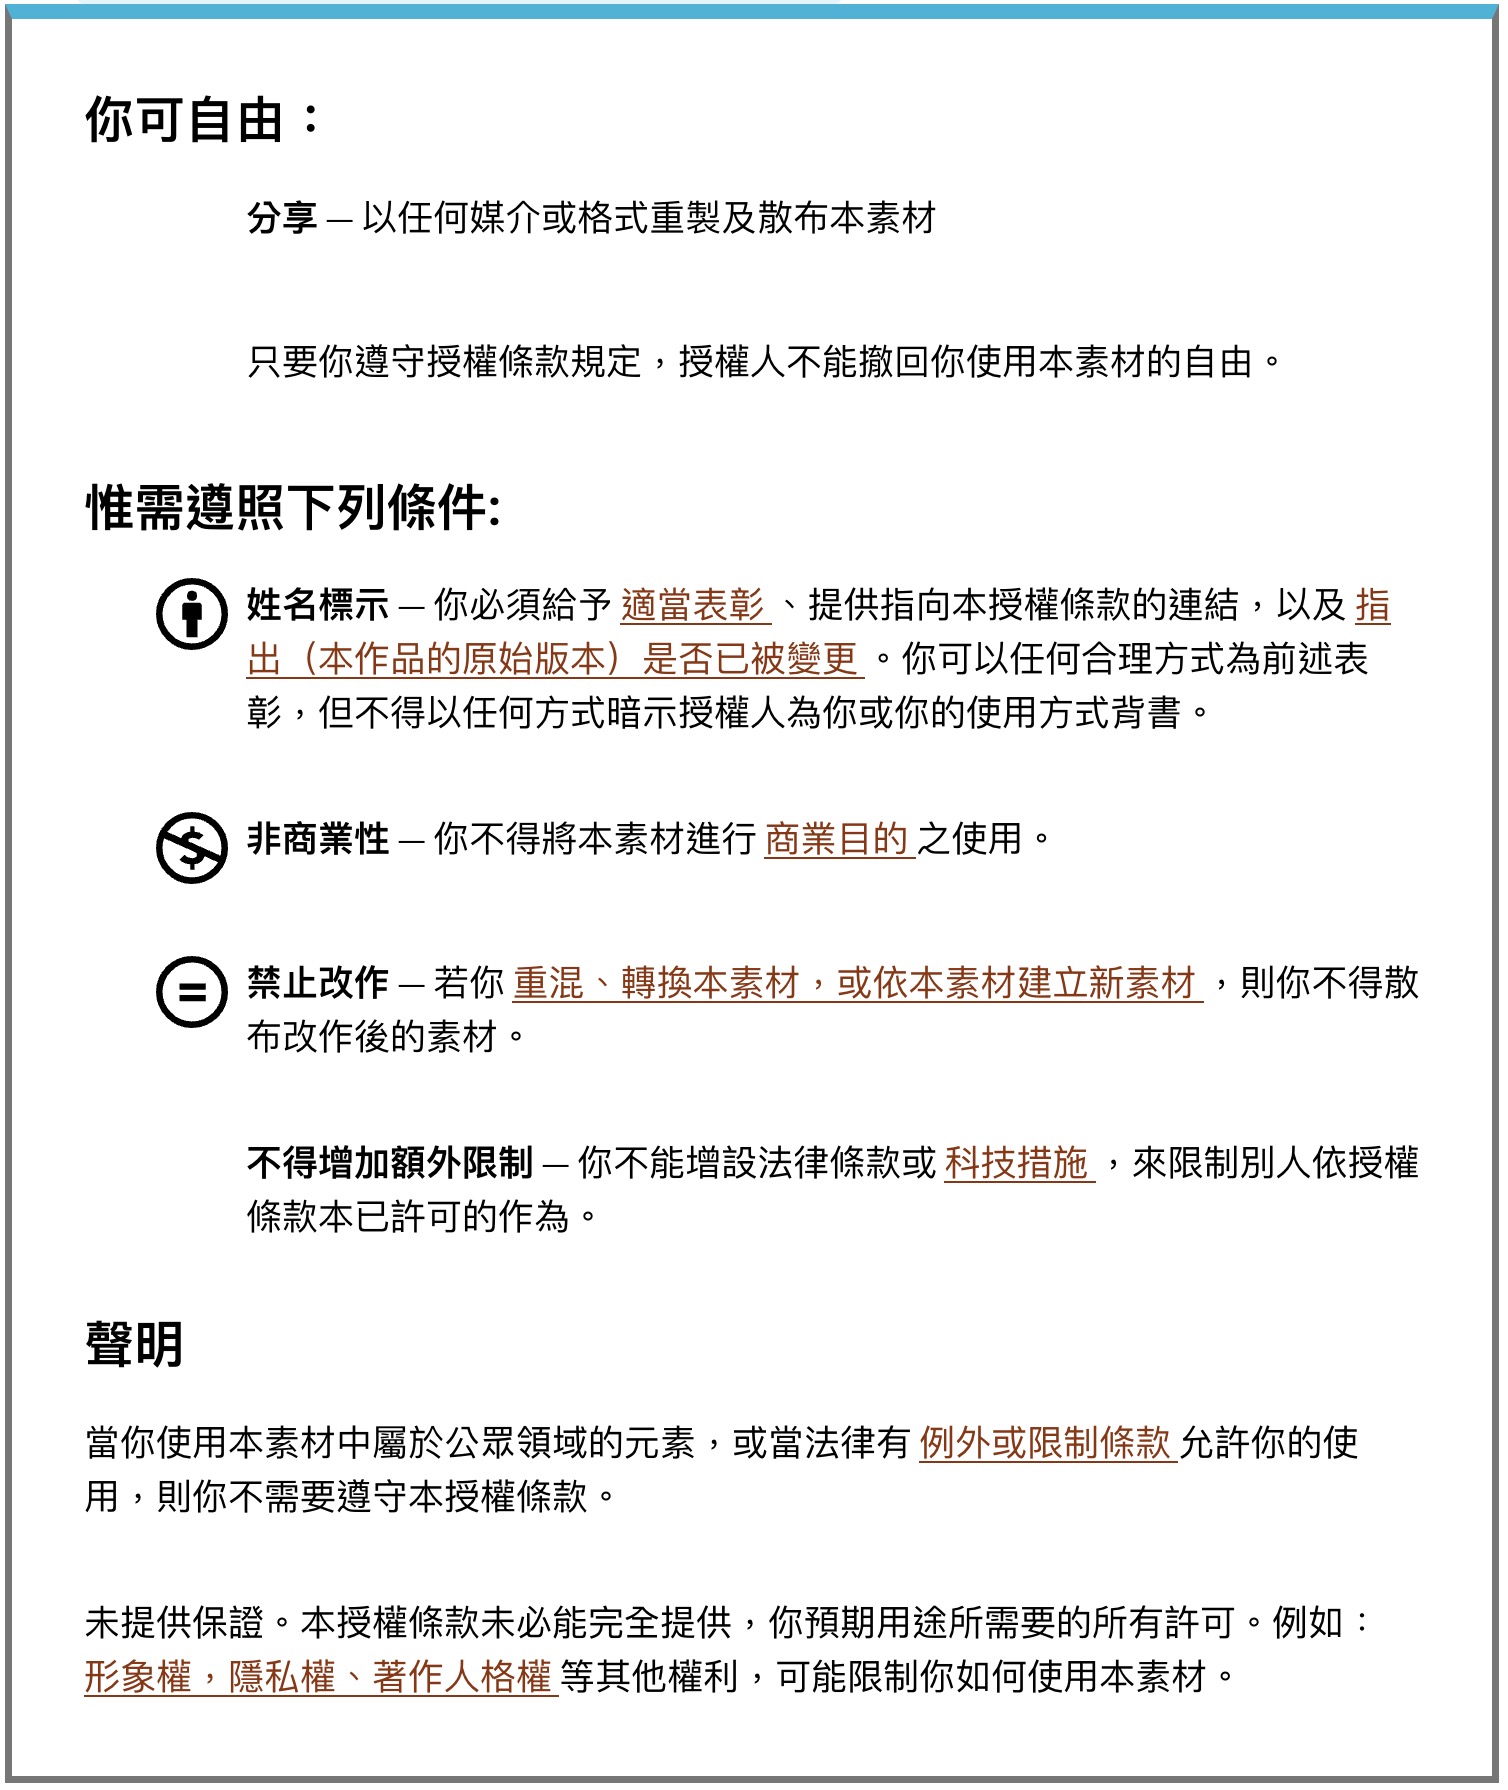 你可自由：
分享 — 以任何媒介或格式重製及散布本素材
只要你遵守授權條款規定，授權人不能撤回你使用本素材的自由。
惟需遵照下列條件:
姓名標示 — 你必須給予 適當表彰 、提供指向本授權條款的連結，以及 指
出（本作品的原始版本）是否已被變更 。你可以任何合理方式為前述表
彰，但不得以任何方式暗示授權人為你或你的使用方式背書。
非商業性 — 你不得將本素材進行 商業目的 之使用。
禁止改作 — 若你 重混、轉換本素材，或依本素材建立新素材 ，則你不得散
布改作後的素材。
不得增加額外限制 — 你不能增設法律條款或 科技措施 ，來限制別人依授權
條款本已許可的作為。
聲明
當你使用本素材中屬於公眾領域的元素，或當法律有 例外或限制條款 允許你的使
用，則你不需要遵守本授權條款。
未提供保證。本授權條款未必能完全提供，你預期用途所需要的所有許可。例如：
形象權，隱私權、著作人格權 等其他權利，可能限制你如何使用本素材。